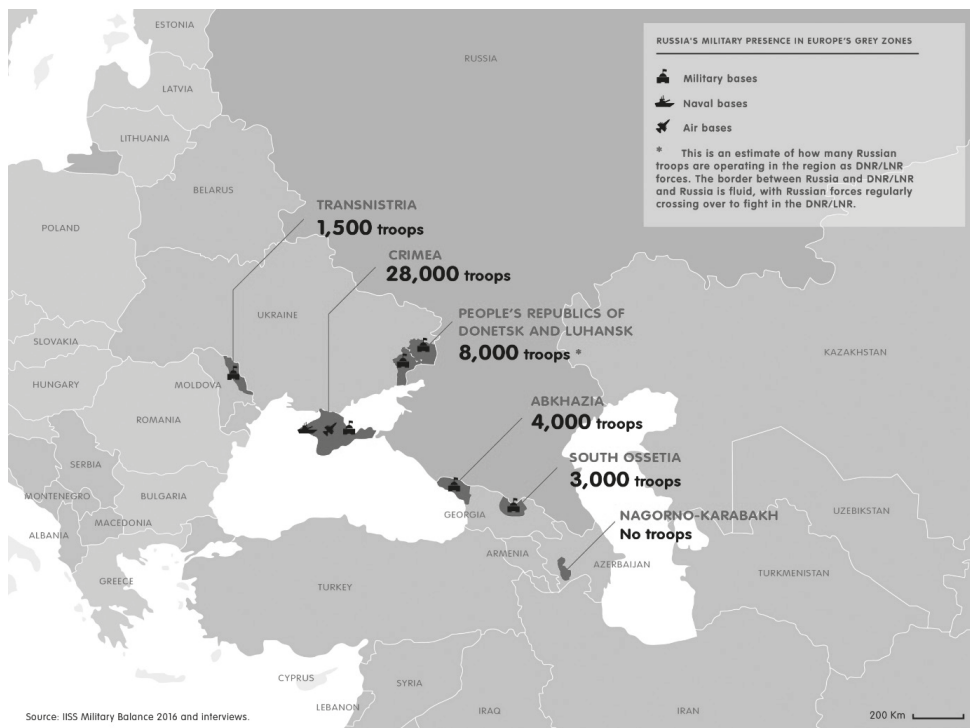 ESTONIA
RUSSIA'S MILITARY PRESENCE IN EUROPE'S GREY ZONES
RUSSIA
Military bases
LATVIA
Naval bases
LITHUANIA
Air bases
* This is an estimate of how many Russian
troops are operating in the region as DNR/LNR
forces. The border between Russia and DNR/LNR
and Russia is fluid, with Russian forces regularly
crossing over to fight in the DNR/LNR.
BELARUS
TRANSNISTRIA
1,500 troops
POLAND
CRIMEA
28,000 troops
UKRAINE
PEOPLE'S REPUBLICS OF
DONETSK AND LUHANSK
8,000 troops *
SLOVAKIA
KAZAKHSTAN
HUNGARY
MOLDOVA
ROMANIA
ABKHAZIA
4,000 troops
SERBIA
SOUTH OSSETIA
3,000 troops
MONTENEGRO
BULGARIA
GEORGIA
UZEBIKSTAN
MACEDONIA
NAGORNO-KARABAKH
No troops
ALBANIA
ARMENIA
AZERBAIJAN
TURKMENISTAN
GREECE
TURKEY
CYPRUS
SYRIA
LEBANON
IRAQ
IRAN
Source: IISS Military Balance 2016 and interviews.
200 Km